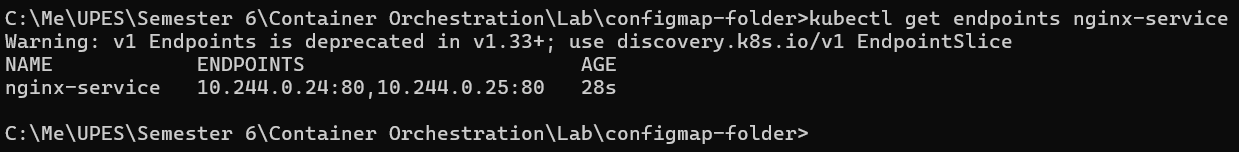 C:\Me\UPES\Semester 6\Container Orchestration\Lab\configmap-folder>kubectl get endpoints nginx-service
Warning: v1 Endpoints is deprecated in v1.33+; use discovery.k8s.io/v1 EndpointSlice
NAME            ENDPOINTS                       AGE
nginx-service   10.244.0.24:80,10.244.0.25:80   28s
C:\Me\UPES\Semester 6\Container Orchestration\Lab\configmap-folder>